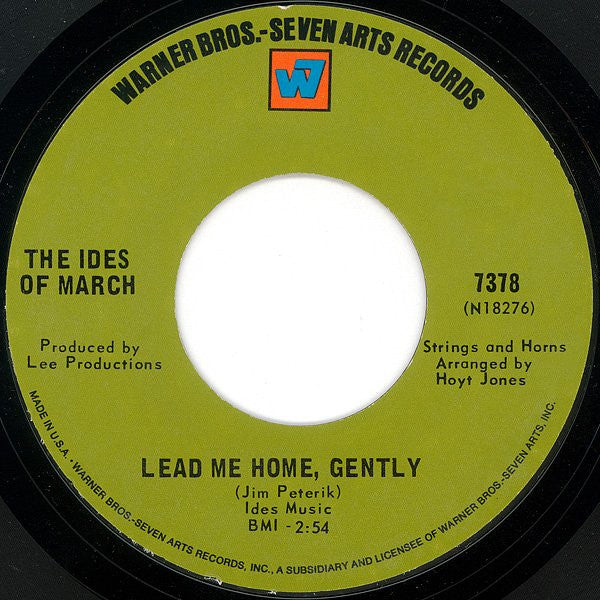 WARNER BROS.-SEVEN ARTS RECORDS
W7
THE IDES
OF MARCH
7378
(N18276)
Produced by
Lee Productions
Strings and Horns
Arranged by
Hoyt Jones
LEAD ME HOME, GENTLY
(Jim Peterik)
Ides Music
BMI - 2:54
MADE IN U.S.A. • WARNER BROS.-SEVEN ARTS RECORDS, INC., A SUBSIDIARY AND LICENSEE OF WARNER BROS.-SEVEN ARTS, INC.